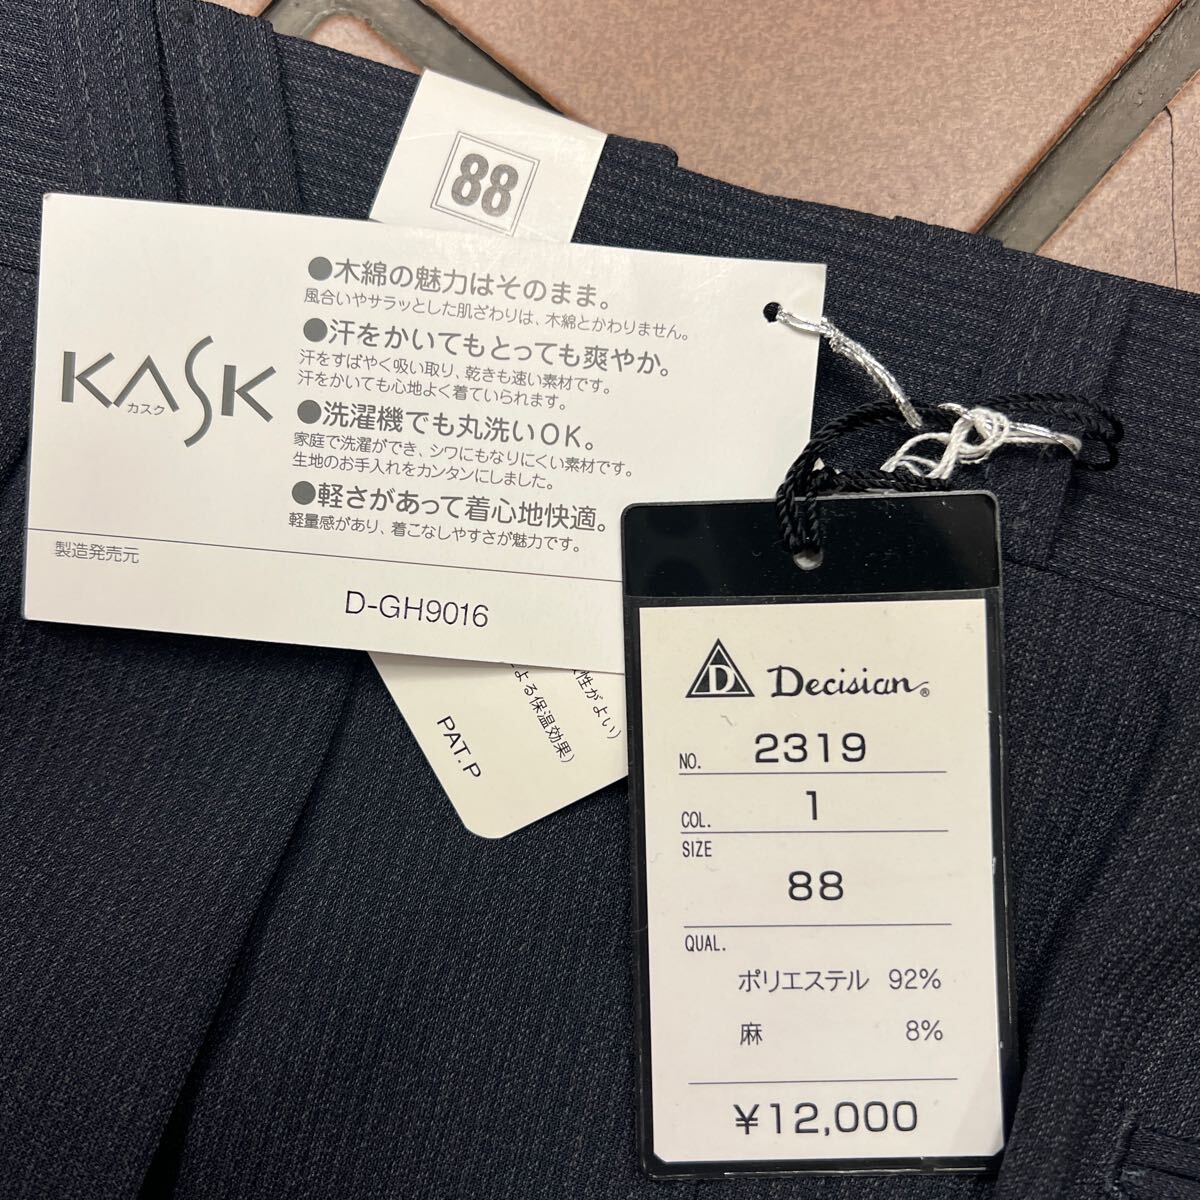 88
KASK
カスク
●木綿の魅力はそのまま。
風合いやサラッとした肌ざわりは、木綿とかわりません。
●汗をかいてもとっても爽やか。
汗をすばやく吸い取り、乾きも速い素材です。
汗をかいても心地よく着ていられます。
●洗濯機でも丸洗いOK。
家庭で洗濯ができ、シワにもなりにくい素材です。
生地のお手入れをカンタンにしました。
●軽さがあって着心地快適。
軽量感があり、着こなしやすさが魅力です。
製造発売元
D-GH9016
性がよい)
よる保温効果)
PAT.P
D Decisian®
NO. 2319
COL. 1
SIZE
88
QUAL.
ポリエステル 92%
麻 8%
¥12,000